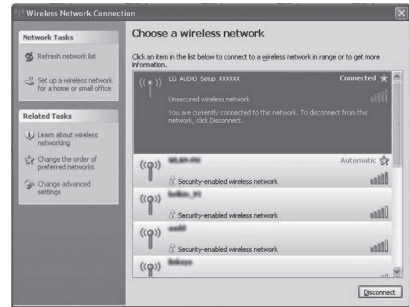 Wireless Network Connection
Network Tasks
Refresh network list
Set up a wireless network
for a home or small office
Related Tasks
Learn about wireless
networking
Change the order of
preferred networks
Change advanced
settings
Choose a wireless network
Click an item in the list below to connect to a wireless network in range or to get more
information.
LG AUDIO Setup XXXXXX
Connected
Unsecured wireless network
You are currently connected to this network. To disconnect from this
network, click Disconnect.
Automatic
Security-enabled wireless network
Security-enabled wireless network
Security-enabled wireless network
Disconnect